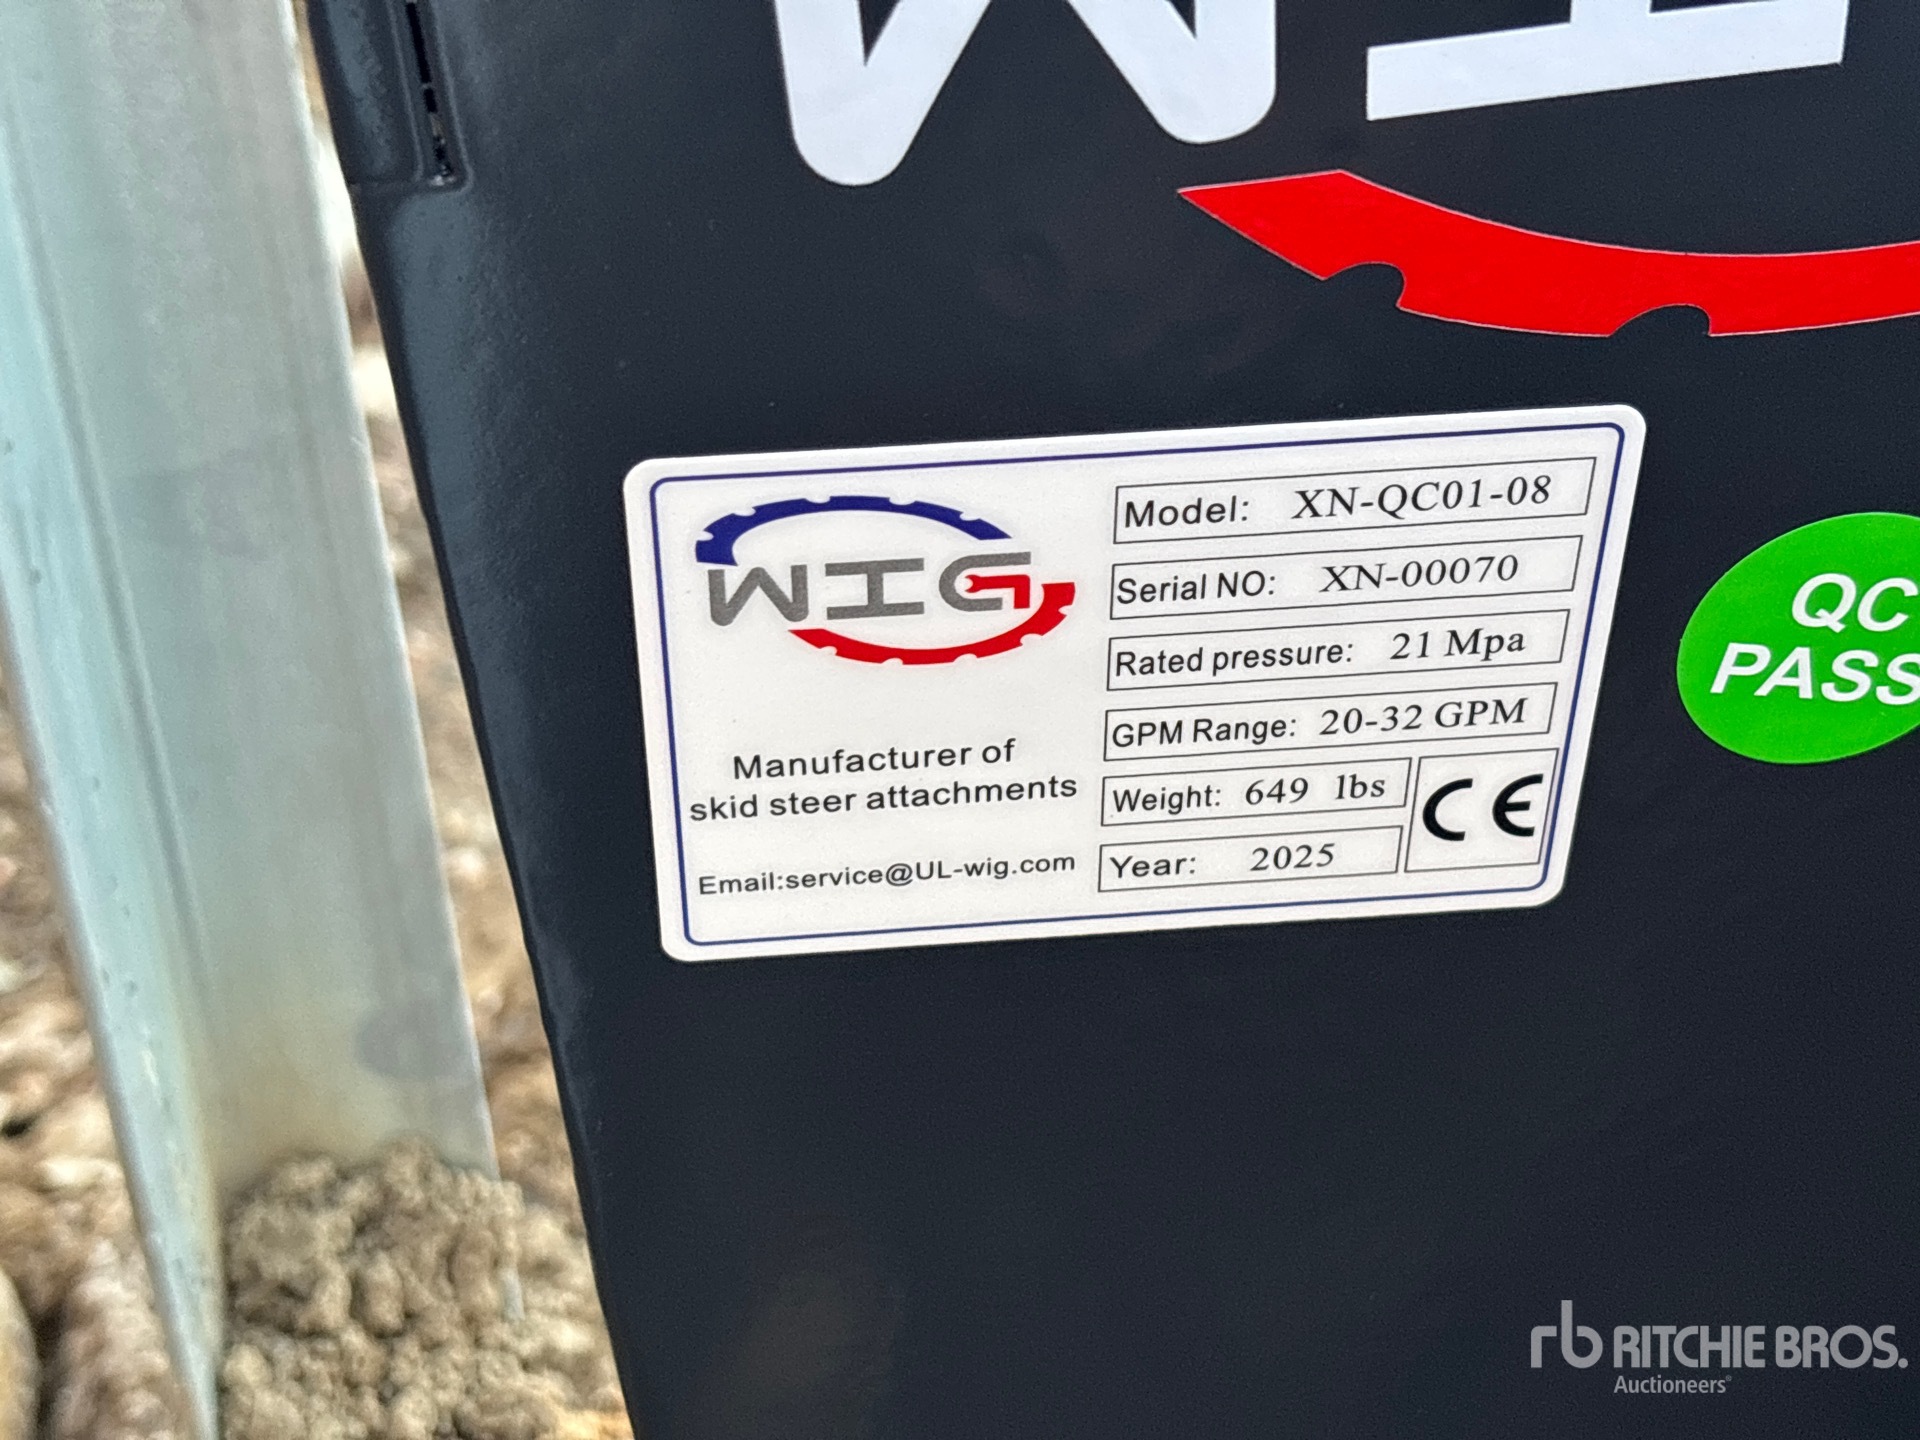 WIG
Model: XN-QC01-08
Serial NO: XN-00070
Rated pressure: 21 Mpa
GPM Range: 20-32 GPM
Weight: 649 lbs
CE
Year: 2025
Manufacturer of
skid steer attachments
Email:service@UL-wig.com
QC
PASS
rb RITCHIE BROS.
Auctioneers